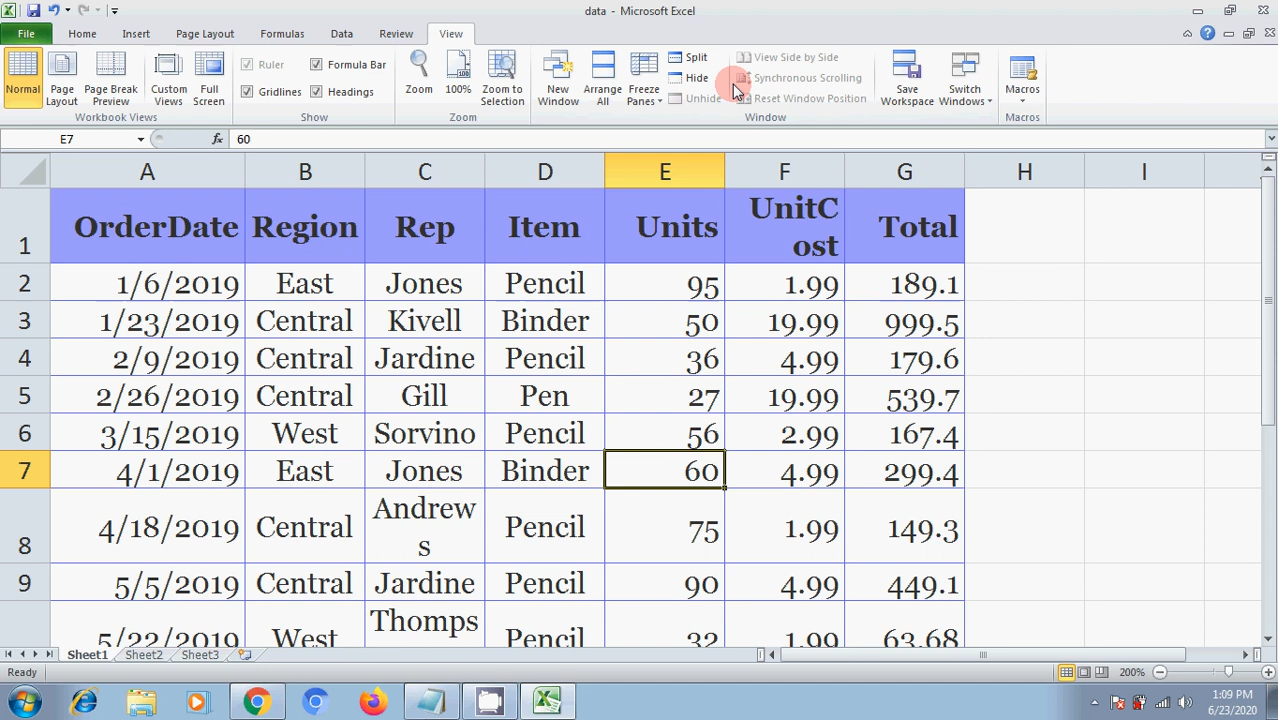 data - Microsoft Excel
File Home Insert Page Layout Formulas Data Review View
Normal Page Layout Page Break Preview Custom Views Full Screen
Workbook Views
Ruler Formula Bar
Gridlines Headings
Show
Zoom 100% Zoom to Selection
Zoom
New Window Arrange All Freeze Panes
Split View Side by Side
Hide Synchronous Scrolling
Unhide Reset Window Position
Save Workspace Switch Windows
Window
Macros
Macros
E7 fx 60
A B C D E F G H I
1 OrderDate Region Rep Item Units UnitC
ost Total
2 1/6/2019 East Jones Pencil 95 1.99 189.1
3 1/23/2019 Central Kivell Binder 50 19.99 999.5
4 2/9/2019 Central Jardine Pencil 36 4.99 179.6
5 2/26/2019 Central Gill Pen 27 19.99 539.7
6 3/15/2019 West Sorvino Pencil 56 2.99 167.4
7 4/1/2019 East Jones Binder 60 4.99 299.4
8 4/18/2019 Central Andrew
s Pencil 75 1.99 149.3
9 5/5/2019 Central Jardine Pencil 90 4.99 449.1
5/22/2019 West Thomps Pencil 32 1.99 63.68
Sheet1 Sheet2 Sheet3
Ready 200%
1:09 PM
6/23/2020